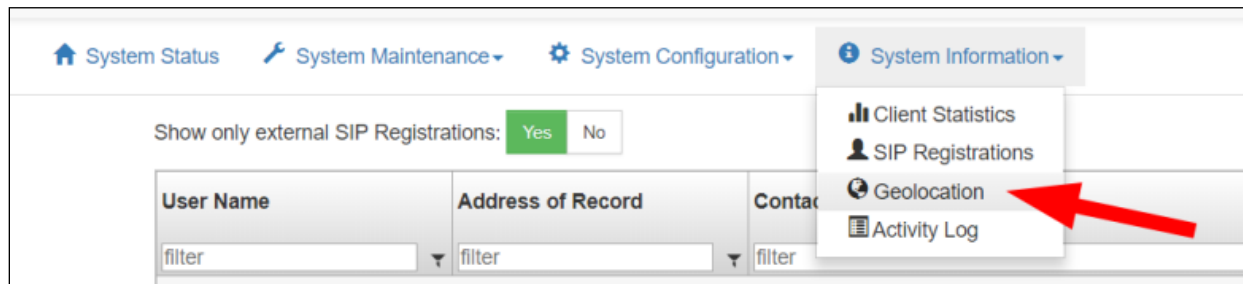 System Status System Maintenance System Configuration System Information
Client Statistics
Show only external SIP Registrations: Yes No
SIP Registrations
Geolocation
User Name Address of Record
Activity Log
filter filter filter